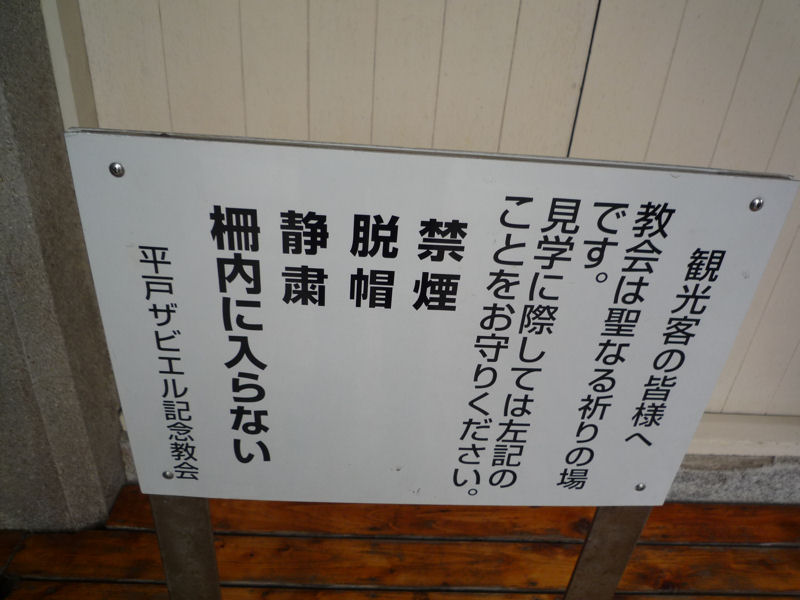 観光客の皆様へ
教会は聖なる祈りの場
です。
見学に際しては左記の
ことをお守りください。
禁煙
脱帽
静粛
柵内に入らない
平戸ザビエル記念教会